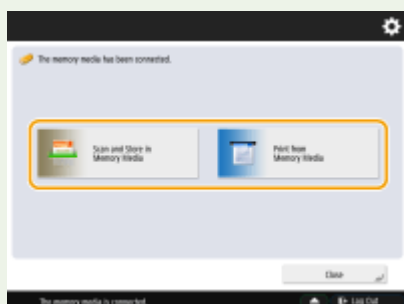 The memory media has been connected.
Scan and Store in
Memory Media
Print from
Memory Media
Close
The memory media is connected.
Log Out